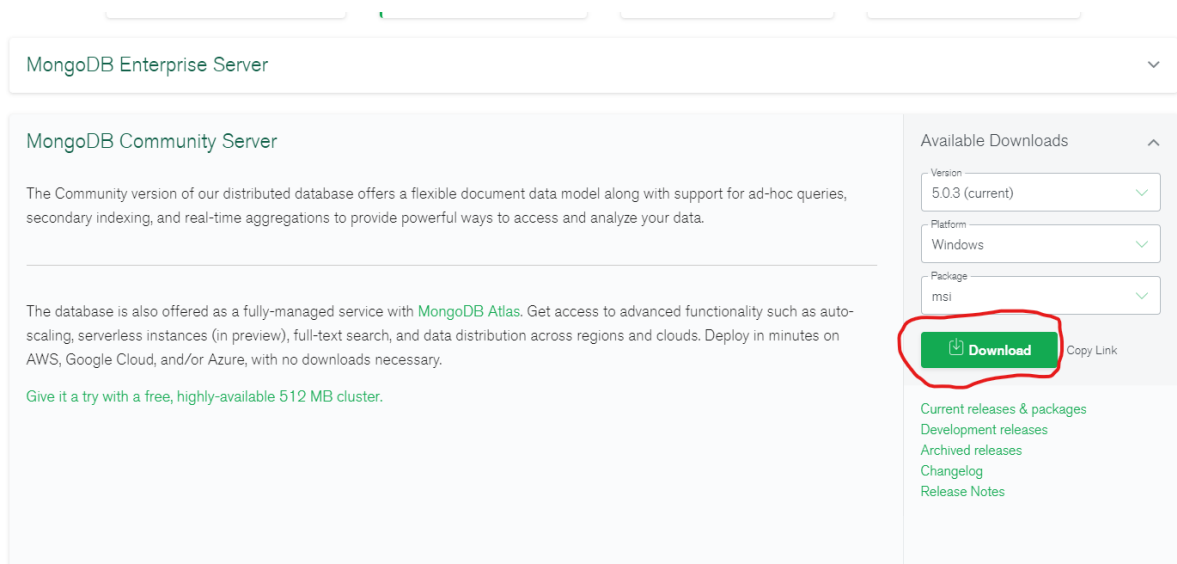 MongoDB Enterprise Server
MongoDB Community Server
The Community version of our distributed database offers a flexible document data model along with support for ad-hoc queries,
secondary indexing, and real-time aggregations to provide powerful ways to access and analyze your data.
The database is also offered as a fully-managed service with MongoDB Atlas. Get access to advanced functionality such as auto-
scaling, serverless instances (in preview), full-text search, and data distribution across regions and clouds. Deploy in minutes on
AWS, Google Cloud, and/or Azure, with no downloads necessary.
Give it a try with a free, highly-available 512 MB cluster.
Available Downloads
Version
5.0.3 (current)
Platform
Windows
Package
msi
Download
Copy Link
Current releases & packages
Development releases
Archived releases
Changelog
Release Notes